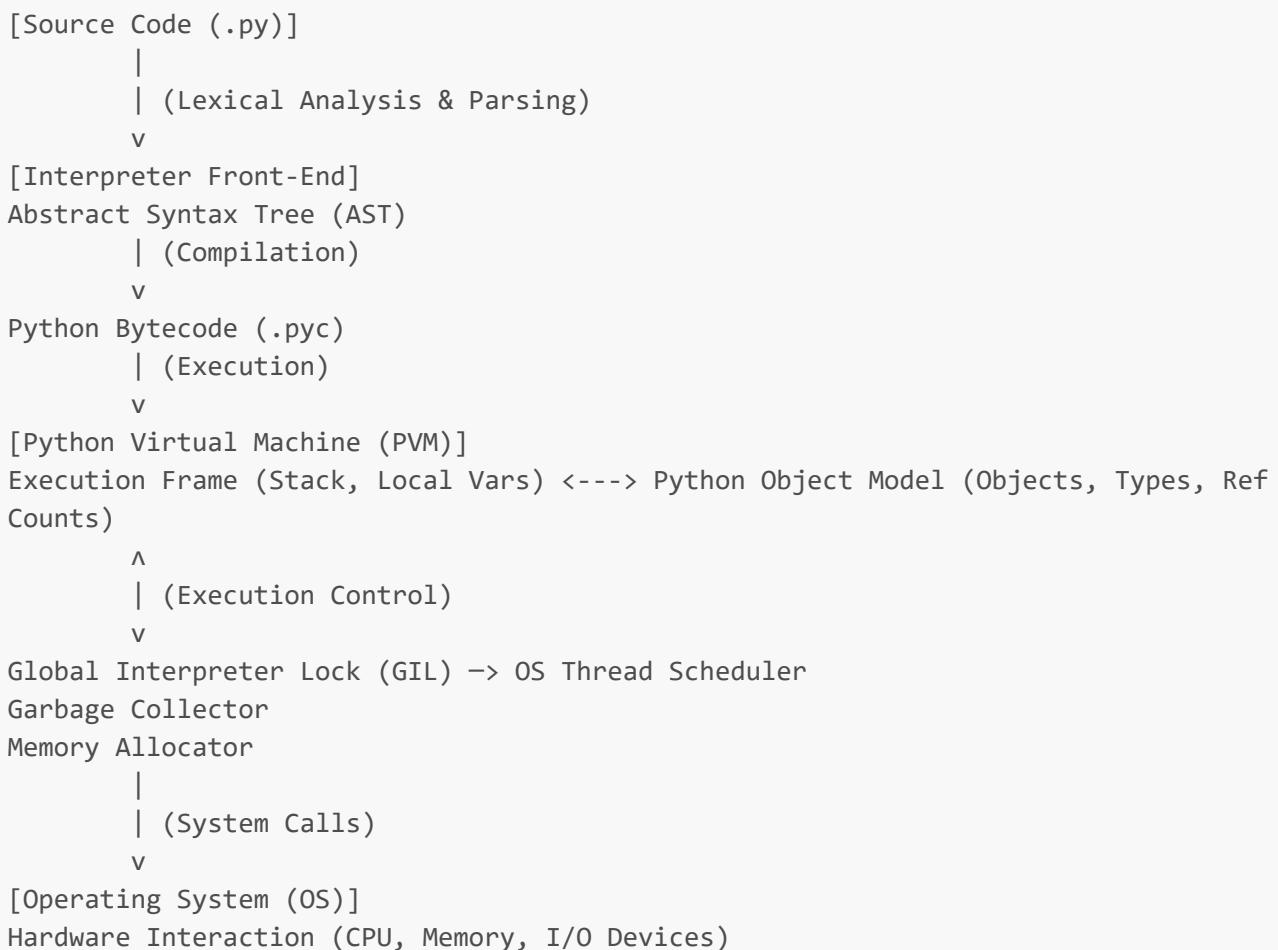 [Source Code (.py)]
        │
        │ (Lexical Analysis & Parsing)
        v
[Interpreter Front-End]
Abstract Syntax Tree (AST)
        │ (Compilation)
        v
Python Bytecode (.pyc)
        │ (Execution)
        v
[Python Virtual Machine (PVM)]
Execution Frame (Stack, Local Vars) <---> Python Object Model (Objects, Types, Ref
Counts)
        ^
        │ (Execution Control)
        v
Global Interpreter Lock (GIL) —> OS Thread Scheduler
Garbage Collector
Memory Allocator
        │
        │ (System Calls)
        v
[Operating System (OS)]
Hardware Interaction (CPU, Memory, I/O Devices)